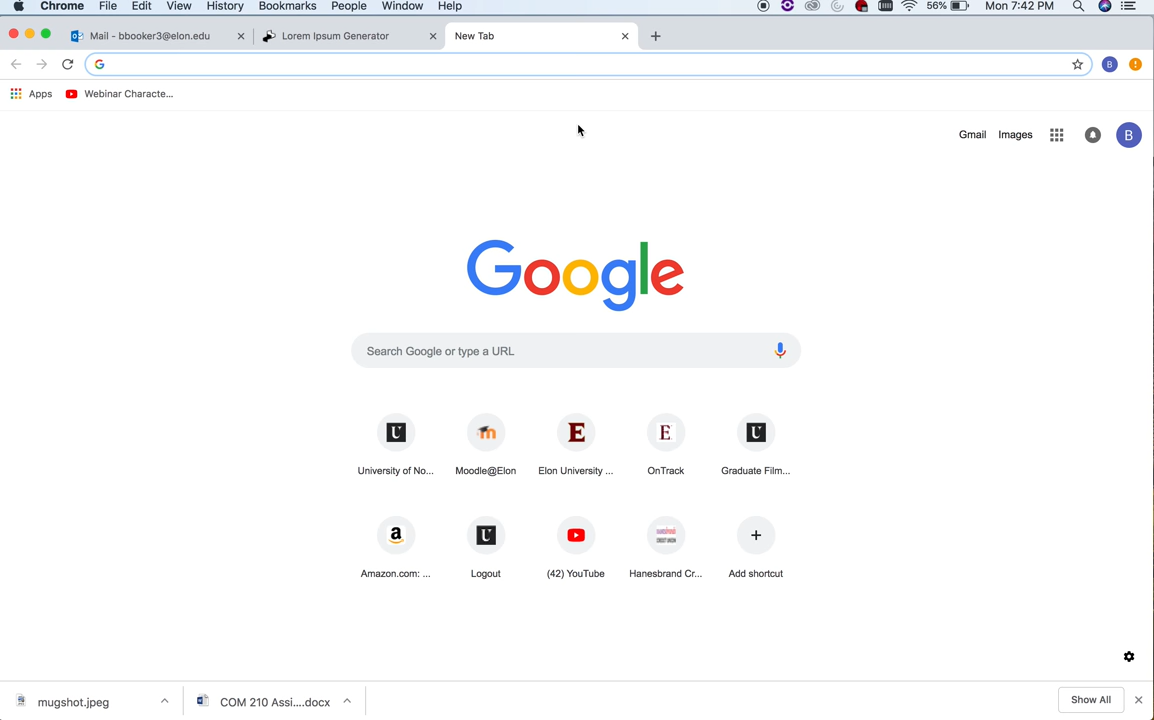 Chrome File Edit View History Bookmarks People Window Help 56% Mon 7:42 PM
Mail - bbooker3@elon.edu Lorem Ipsum Generator New Tab
G B !
Apps Webinar Characte...
Gmail Images B
Google
Search Google or type a URL
U m E E U
University of No... Moodle@Elon Elon University ... OnTrack Graduate Film...
a U
Amazon.com: ... Logout (42) YouTube Hanesbrand Cr... Add shortcut
mugshot.jpeg COM 210 Assi....docx Show All